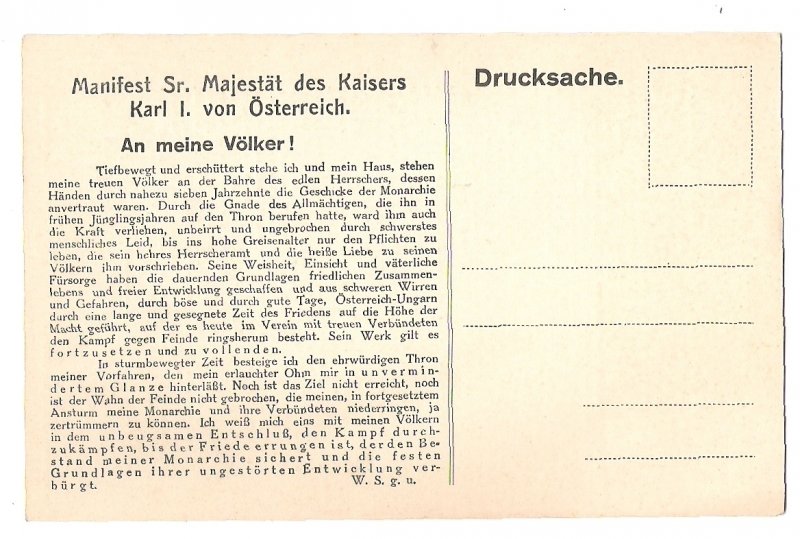 Manifest Sr. Majestät des Kaisers
Karl I. von Österreich.
An meine Völker!
Tiefbewegt und erschüttert stehe ich und mein Haus, stehen
meine treuen Völker an der Bahre des edlen Herrschers, dessen
Händen durch nahezu sieben Jahrzehnte die Geschicke der Monarchie
anvertraut waren. Durch die Gnade des Allmächtigen, die ihn in
frühen Jünglingsjahren auf den Thron berufen hatte, ward ihm auch
die Kraft verliehen, unbeirrt und ungebrochen durch schwerstes
menschliches Leid, bis ins hohe Greisenalter nur den Pflichten zu
leben, die sein hehres Herrscheramt und die heiße Liebe zu seinen
Völkern ihm vorschrieben. Seine Weisheit, Einsicht und väterliche
Fürsorge haben die dauernden Grundlagen friedlichen Zusammen-
lebens und freier Entwicklung geschaffen und aus schweren Wirren
und Gefahren, durch böse und durch gute Tage, Österreich-Ungarn
durch eine lange und gesegnete Zeit des Friedens auf die Höhe der
Macht geführt, auf der es heute im Verein mit treuen Verbündeten
den Kampf gegen Feinde ringsherum besteht. Sein Werk gilt es
fortzusetzen und zu vollenden.
In sturmbewegter Zeit besteige ich den ehrwürdigen Thron
meiner Vorfahren, den mein erlauchter Ohm mir in unvermin-
dertem Glanze hinterläßt. Noch ist das Ziel nicht erreicht, noch
ist der Wahn der Feinde nicht gebrochen, die meinen, in fortgesetztem
Ansturm meine Monarchie und ihre Verbündeten niederringen, ja
zertrümmern zu können. Ich weiß mich eins mit meinen Völkern
in dem unbeugsamen Entschluß, den Kampf durch-
zukämpfen, bis der Friede errungen ist, der den Be-
stand meiner Monarchie sichert und die festen
Grundlagen ihrer ungestörten Entwicklung ver-
bürgt. W. S. g. u.
Drucksache.